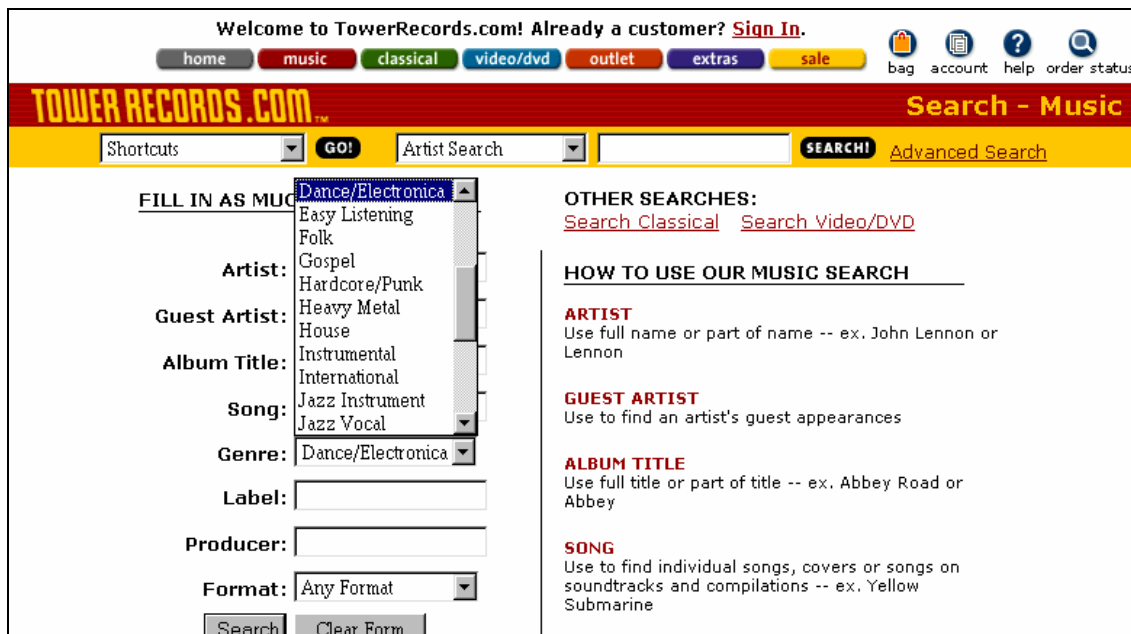 Welcome to TowerRecords.com! Already a customer? Sign In.
home music classical video/dvd outlet extras sale
bag account help order status
TOWER RECORDS.COM™
Search - Music
Shortcuts GO! Artist Search SEARCH! Advanced Search
FILL IN AS MUC
Dance/Electronica
Easy Listening
Folk
Gospel
Hardcore/Punk
Heavy Metal
House
Instrumental
International
Jazz Instrument
Jazz Vocal
Artist:
Guest Artist:
Album Title:
Song:
Genre: Dance/Electronica
Label:
Producer:
Format: Any Format
Search Clear Form
OTHER SEARCHES:
Search Classical Search Video/DVD
HOW TO USE OUR MUSIC SEARCH
ARTIST
Use full name or part of name -- ex. John Lennon or
Lennon
GUEST ARTIST
Use to find an artist's guest appearances
ALBUM TITLE
Use full title or part of title -- ex. Abbey Road or
Abbey
SONG
Use to find individual songs, covers or songs on
soundtracks and compilations -- ex. Yellow
Submarine